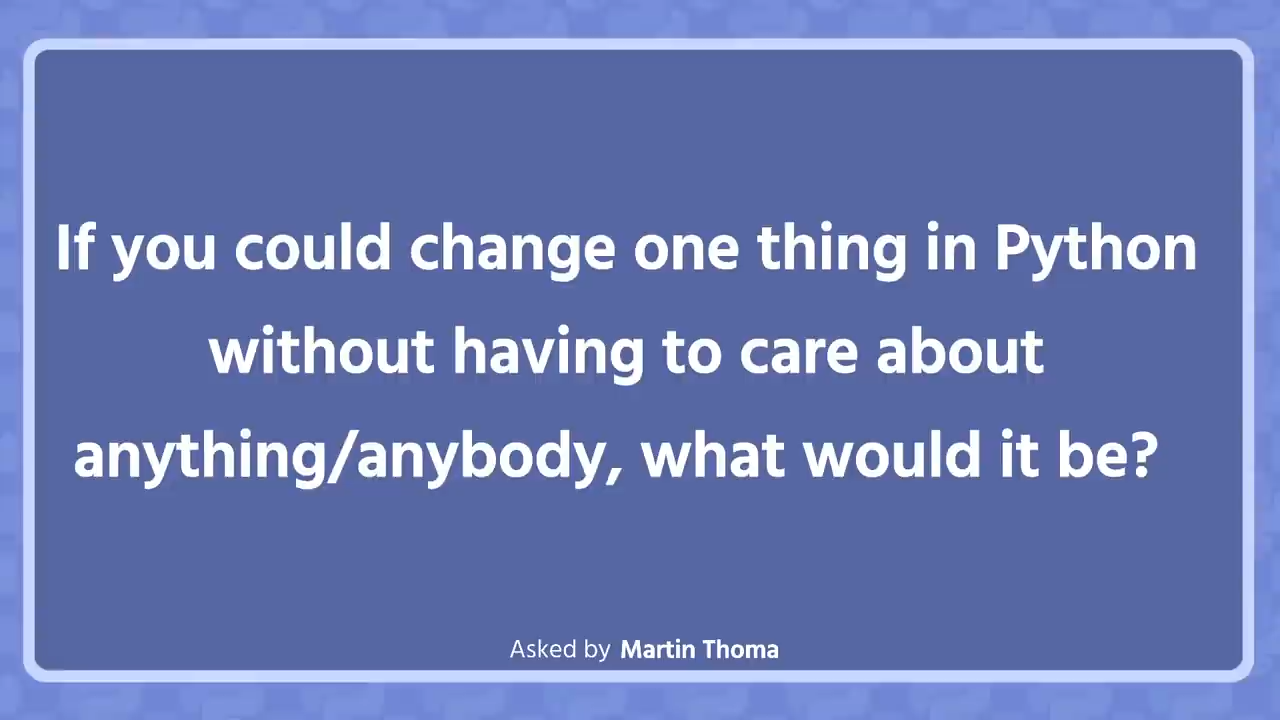 If you could change one thing in Python
without having to care about
anything/anybody, what would it be?
Asked by Martin Thoma